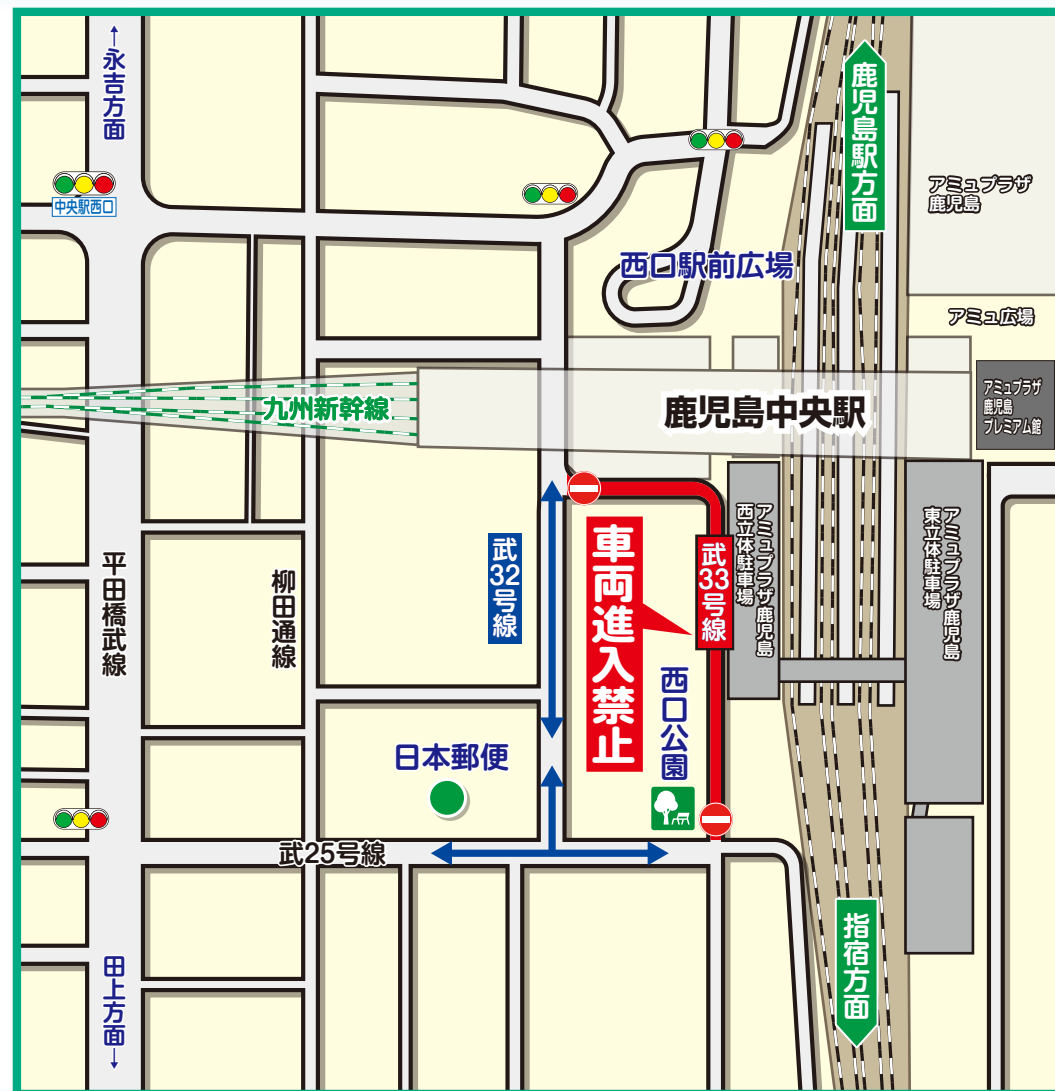 ↑永吉方面
鹿児島駅方面
中央駅西口
アミュプラザ
鹿児島
西口駅前広場
アミュ広場
九州新幹線
鹿児島中央駅
アミュプラザ
鹿児島
プレミアム館
平田橋武線
柳田通線
武32号線
車両進入禁止
武33号線
アミュプラザ鹿児島
西立体駐車場
アミュプラザ鹿児島
東立体駐車場
西口公園
日本郵便
武25号線
指宿方面
田上方面↓